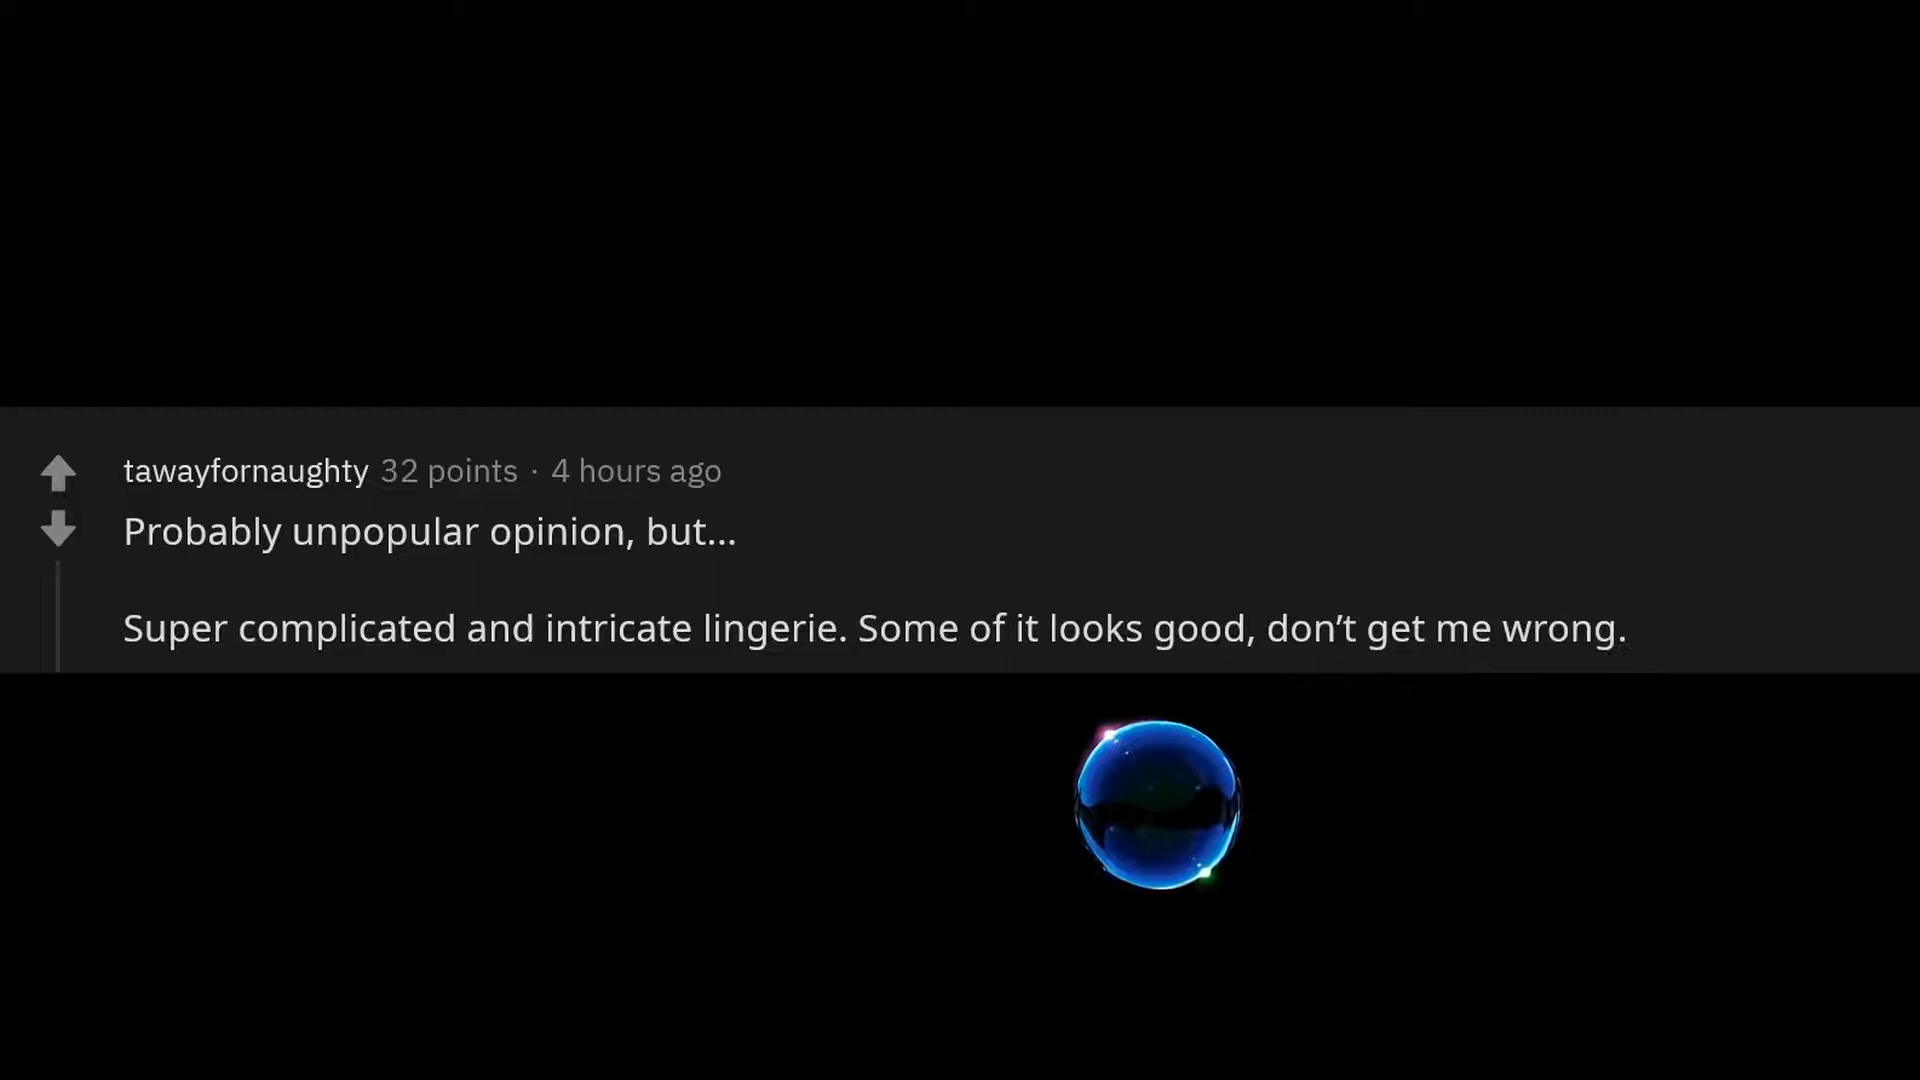 tawayfornaughty 32 points · 4 hours ago
Probably unpopular opinion, but...
Super complicated and intricate lingerie. Some of it looks good, don’t get me wrong.